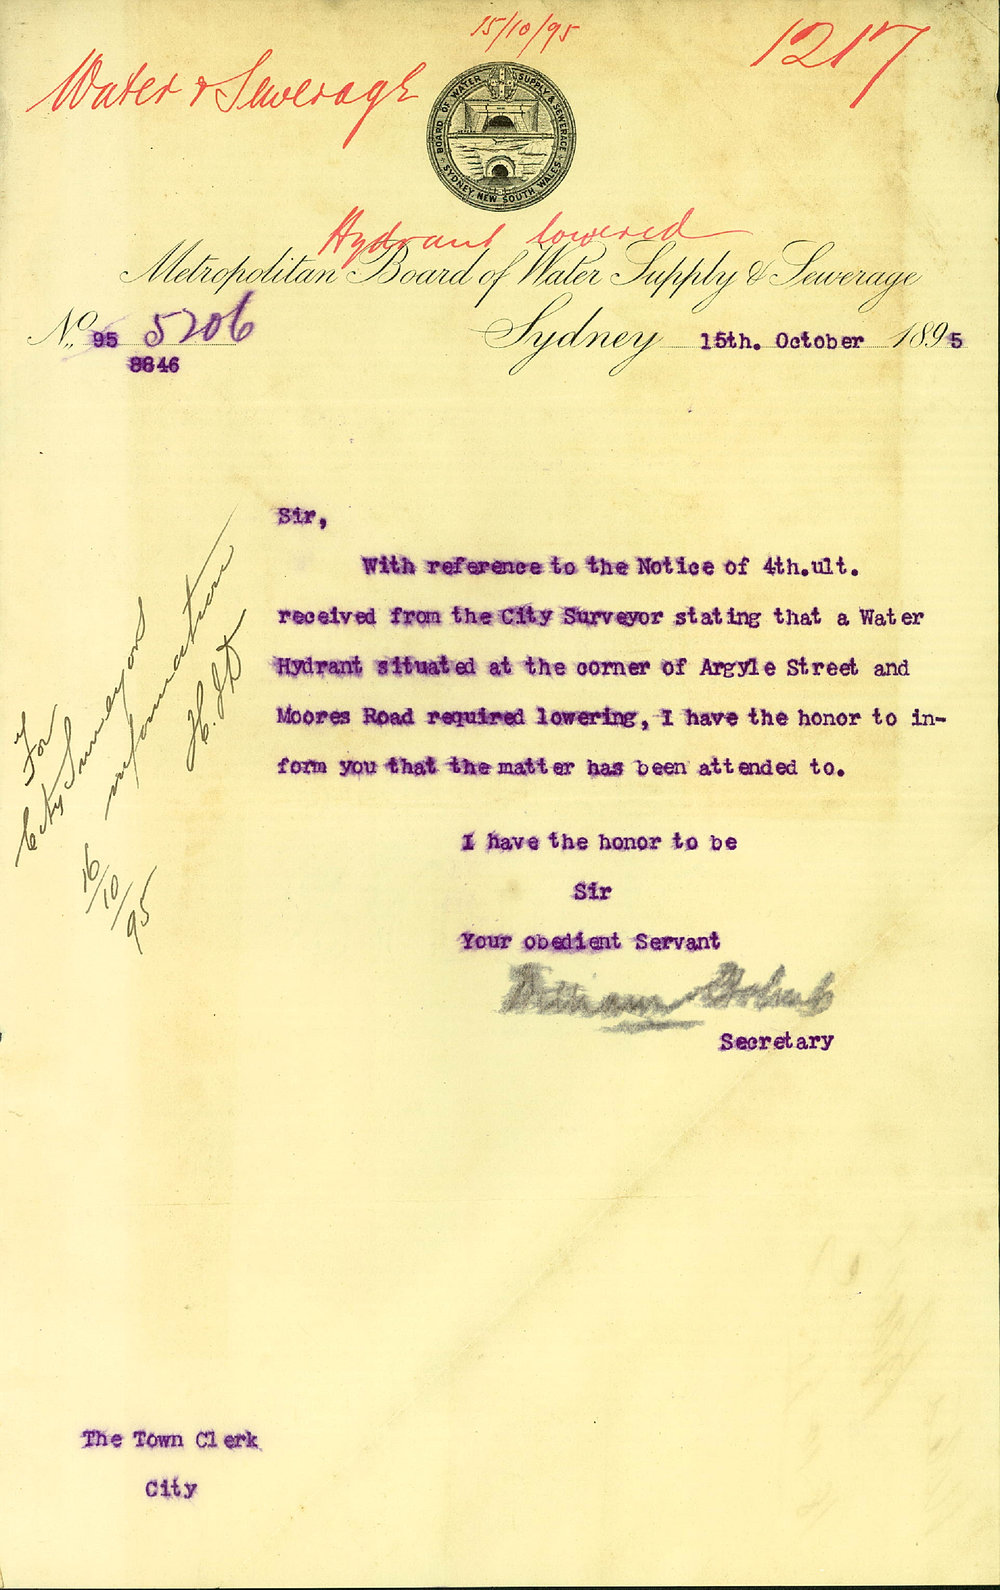 15/10/95
1217
Water & Sewerage
BOARD OF WATER SUPPLY & SEWERAGE
SYDNEY, NEW SOUTH WALES
Hydrant lowered
Metropolitan Board of Water Supply & Sewerage
No. 95 5206
8846
Sydney 15th. October 1895
Sir,
With reference to the Notice of 4th.ult.
received from the City Surveyor stating that a Water
Hydrant situated at the corner of Argyle Street and
Moores Road required lowering, I have the honor to in-
form you that the matter has been attended to.
For
City Surveyors
information
16/10/95
I have the honor to be
Sir
Your obedient Servant
William
Secretary
The Town Clerk
City